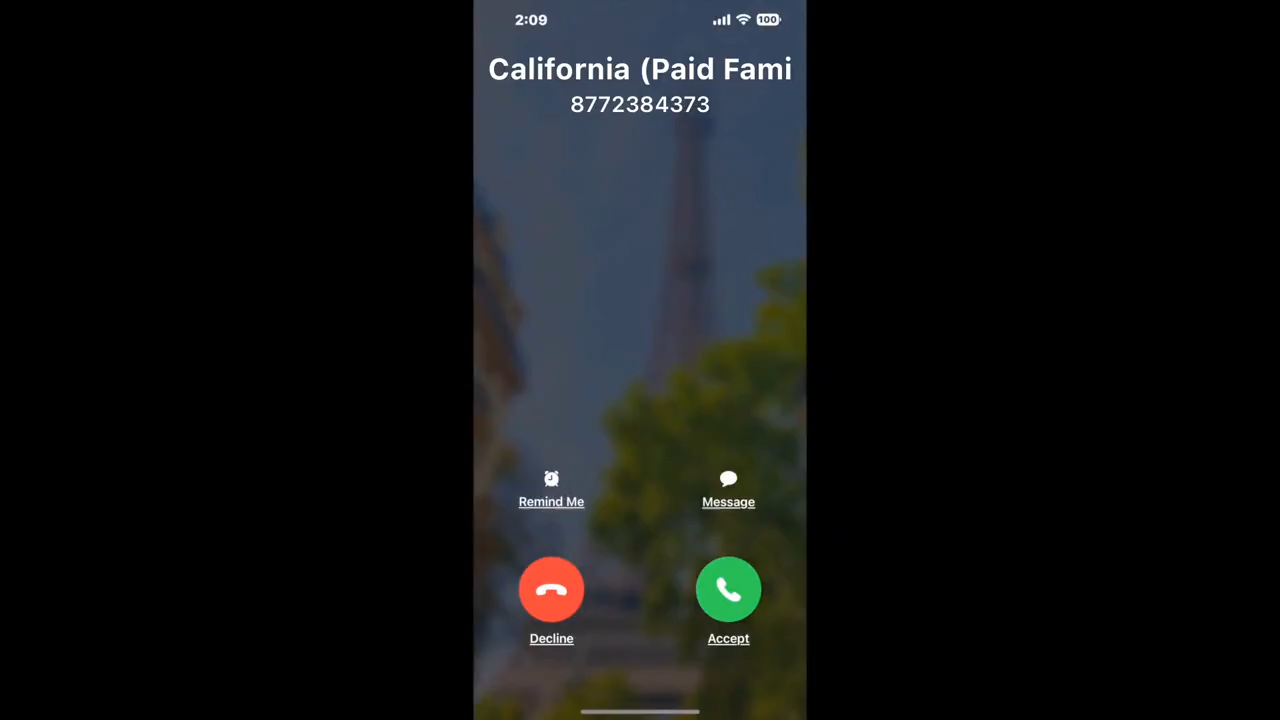 2:09
100
California (Paid Fami
8772384373
Remind Me
Message
Decline
Accept